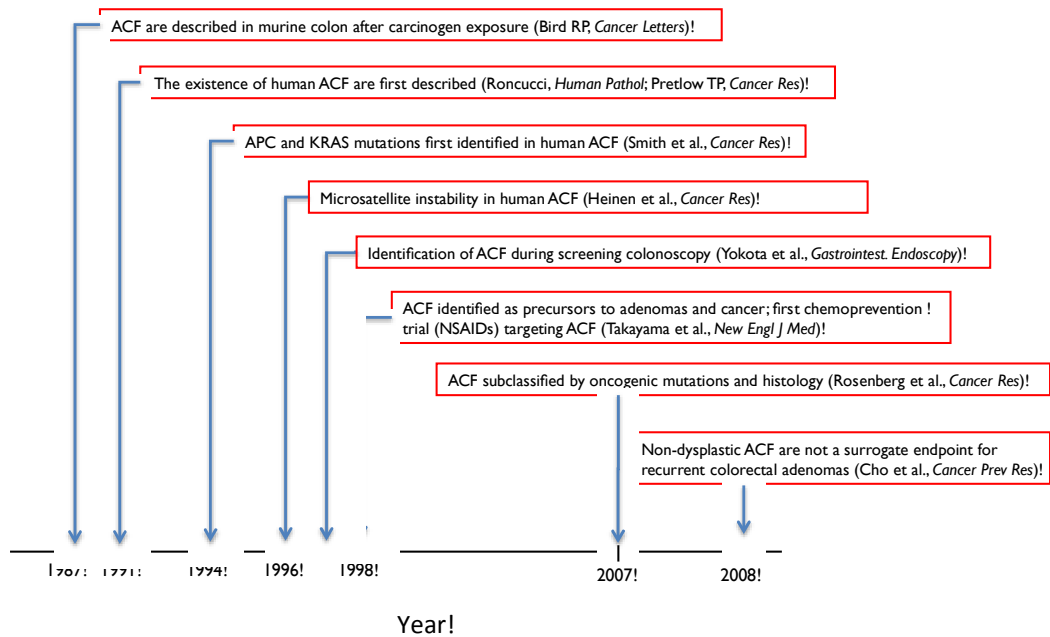 ACF are described in murine colon after carcinogen exposure (Bird RP, Cancer Letters)!
The existence of human ACF are first described (Roncucci, Human Pathol; Pretlow TP, Cancer Res)!
APC and KRAS mutations first identified in human ACF (Smith et al., Cancer Res)!
Microsatellite instability in human ACF (Heinen et al., Cancer Res)!
Identification of ACF during screening colonoscopy (Yokota et al., Gastrointest. Endoscopy)!
ACF identified as precursors to adenomas and cancer; first chemoprevention !
trial (NSAIDs) targeting ACF (Takayama et al., New Engl J Med)!
ACF subclassified by oncogenic mutations and histology (Rosenberg et al., Cancer Res)!
Non-dysplastic ACF are not a surrogate endpoint for
recurrent colorectal adenomas (Cho et al., Cancer Prev Res)!
1987! 1991! 1994! 1996! 1998! 2007! 2008!
Year!